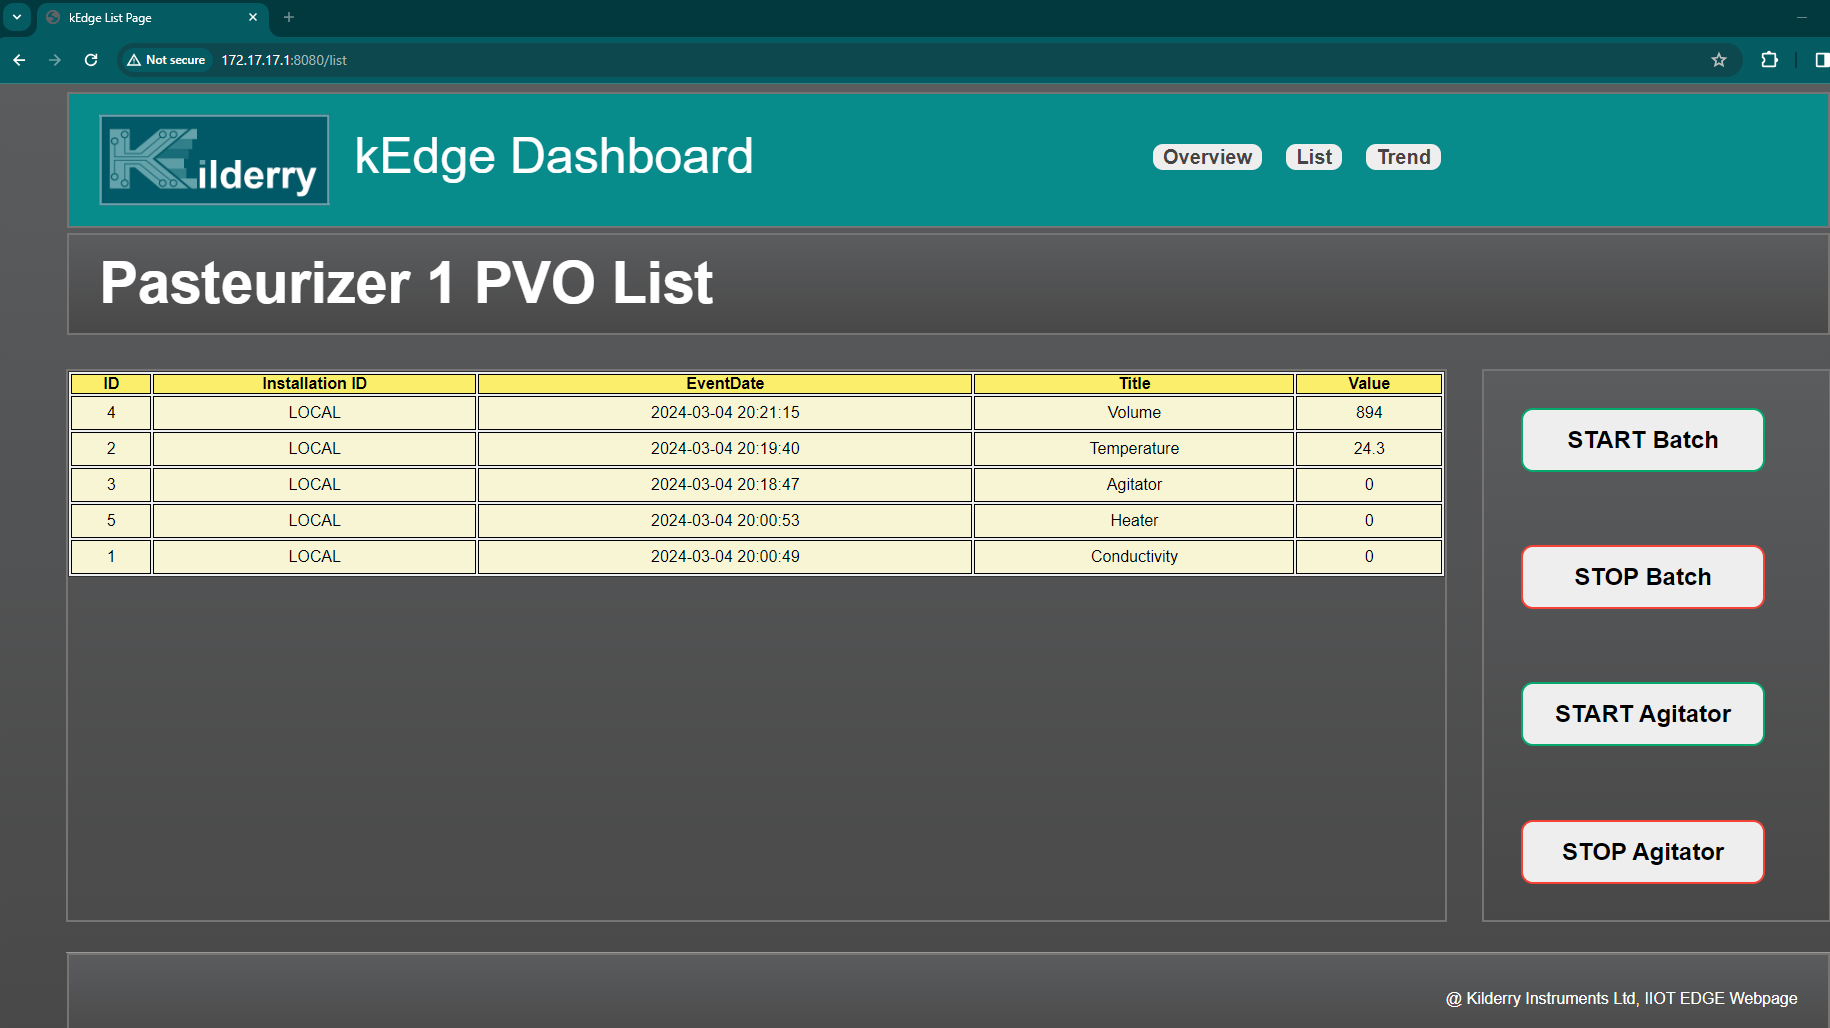 kEdge List Page
Not secure 172.17.17.1:8080/list
Kilderry
kEdge Dashboard
Overview List Trend
Pasteurizer 1 PVO List
ID Installation ID EventDate Title Value
4 LOCAL 2024-03-04 20:21:15 Volume 894
2 LOCAL 2024-03-04 20:19:40 Temperature 24.3
3 LOCAL 2024-03-04 20:18:47 Agitator 0
5 LOCAL 2024-03-04 20:00:53 Heater 0
1 LOCAL 2024-03-04 20:00:49 Conductivity 0
START Batch
STOP Batch
START Agitator
STOP Agitator
@ Kilderry Instruments Ltd, IIOT EDGE Webpage